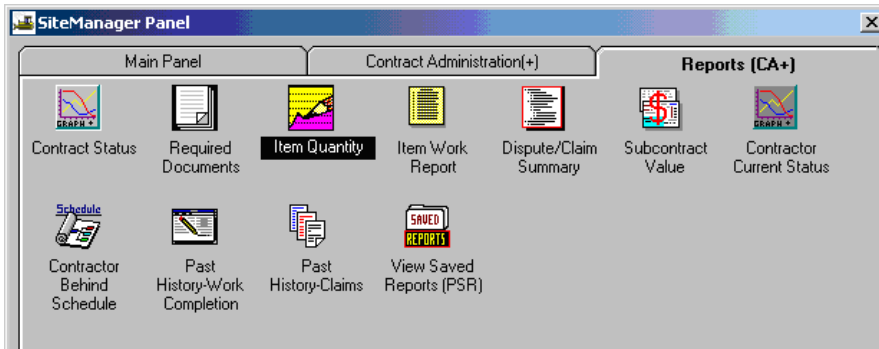 SiteManager Panel
Main Panel
Contract Administration(+)
Reports (CA+)
GRAPH +
SAVED
REPORTS
Schedule
Contract Status
Required
Documents
Item Quantity
Item Work
Report
Dispute/Claim
Summary
Subcontract
Value
Contractor
Current Status
Contractor
Behind
Schedule
Past
History-Work
Completion
Past
History-Claims
View Saved
Reports (PSR)